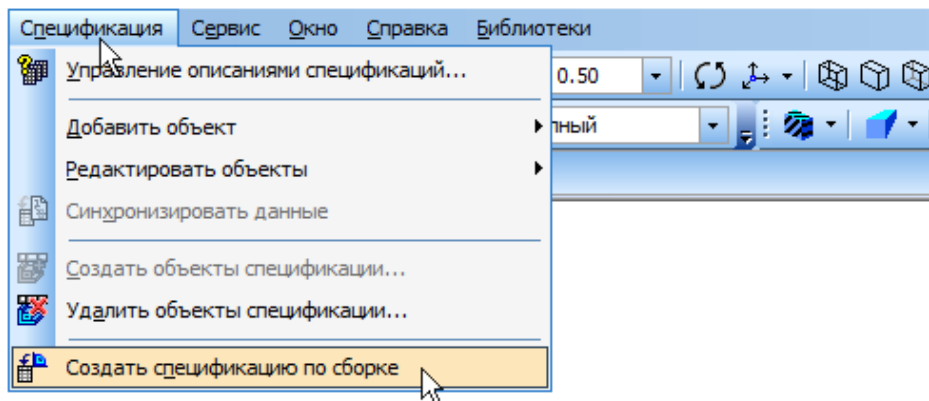 Спецификация Сервис Окно Справка Библиотеки
Управление описаниями спецификаций... 0.50
Добавить объект ный
Редактировать объекты
Синхронизировать данные
Создать объекты спецификации...
Удалить объекты спецификации...
Создать спецификацию по сборке